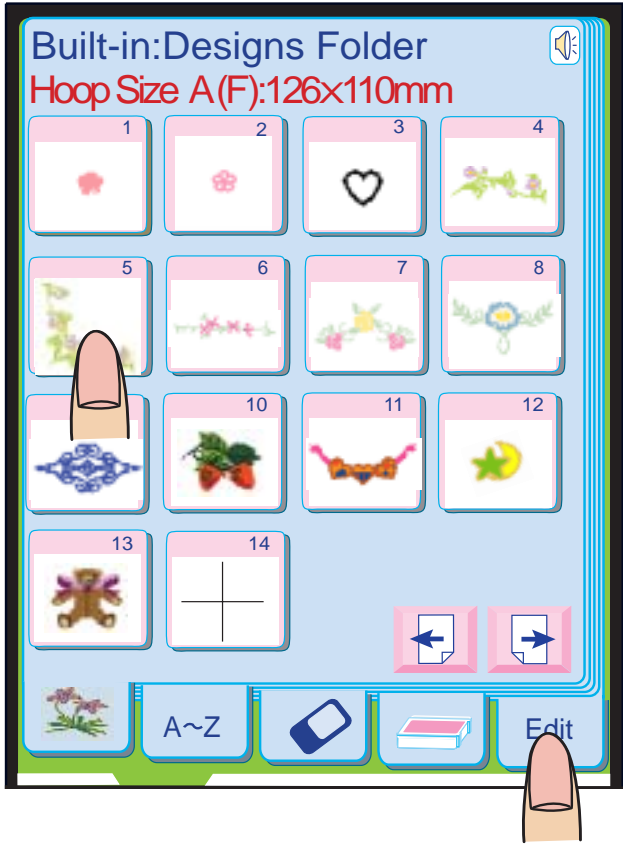 Built-in:Designs Folder
Hoop Size A (F):126x110mm
1 2 3 4
5 6 7 8
10 11 12
13 14
A~Z Edit